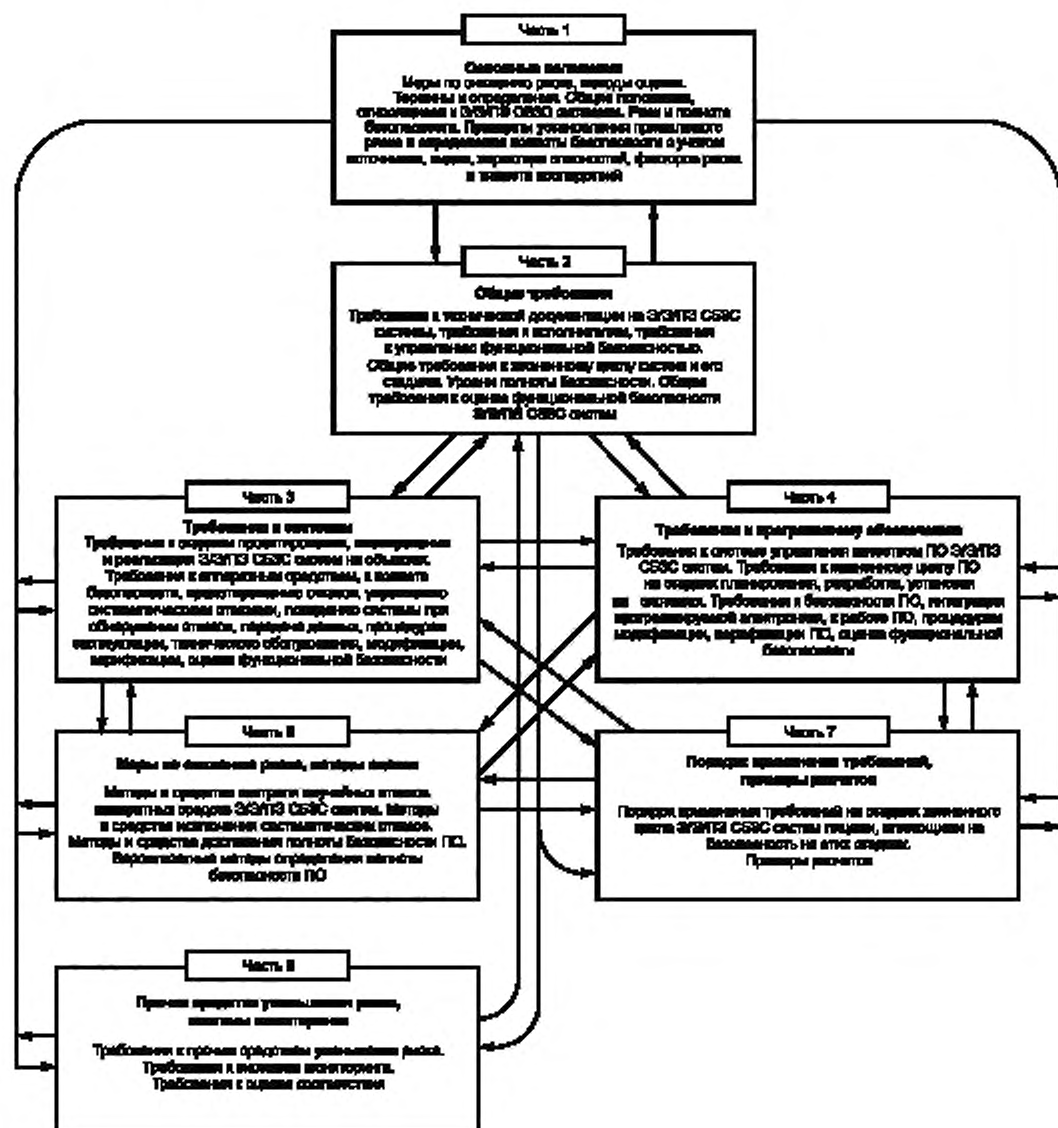 Часть 1
Основные положения
Меры по снижению риска, методы оценки.
Термины и определения. Общие положения,
относящиеся к Э/Э/ПЭ СБЗС системам. Риск и полнота
безопасности. Принципы установления приемлемого
риска и определения полноты безопасности с учетом
источников, видов, характера опасностей, факторов риска
и тяжести последствий
Часть 2
Общие требования
Требования к технической документации на Э/Э/ПЭ СБЗС
системы, требования к исполнителям, требования
к управлению функциональной безопасностью.
Общие требования к жизненному циклу систем и его
стадиям. Уровни полноты безопасности. Общие
требования к оценке функциональной безопасности
Э/Э/ПЭ СБЗС систем
Часть 3
Требования к системам
Требования к стадиям проектирования, планирования
и реализации Э/Э/ПЭ СБЗС систем на объектах.
Требования к аппаратным средствам, к полноте
безопасности, предотвращению отказов, управлению
систематическими отказами, поведению системы при
обнаружении отказов, передаче данных, процедурам
эксплуатации, технического обслуживания, модификации,
верификации, оценке функциональной безопасности
Часть 4
Требования к программному обеспечению
Требования к системе управления качеством ПО Э/Э/ПЭ
СБЗС систем. Требования к жизненному циклу ПО
на стадиях планирования, разработки, установки
на системах. Требования к безопасности ПО, интеграции
программируемой электроники, к работе ПО, процедурам
модификации, верификации ПО, оценке функциональной
безопасности
Часть
Меры по снижению риска, методы оценки
Методы и средства контроля случайных отказов
аппаратных средств Э/Э/ПЭ СБЗС систем. Методы
и средства исключения систематических отказов.
Методы и средства достижения полноты безопасности ПО.
Вероятностные методы определения полноты
безопасности ПО
Часть 7
Порядок применения требований,
примеры расчетов
Порядок применения требований на стадиях жизненного
цикла Э/Э/ПЭ СБЗС систем лицами, влияющими на
безопасность на этих стадиях.
Примеры расчетов
Часть
Прочие средства уменьшения риска,
системы мониторинга
Требования к прочим средствам уменьшения риска.
Требования к системам мониторинга.
Требования к оценке соответствия